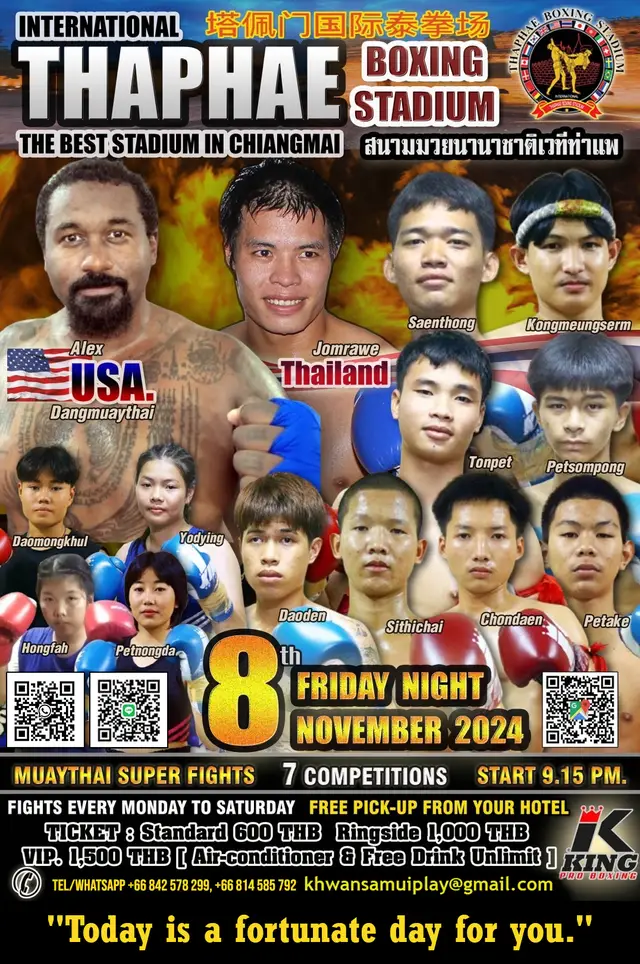 INTERNATIONAL
塔佩门国际泰拳场
THAPHAE
BOXING
STADIUM
THE BEST STADIUM IN CHIANGMAI
สนามมวยนานาชาติเวทีท่าแพ
THAPHAE BOXING STADIUM
Alex
USA.
Dangmuaythai
Jomrawe
Thailand
Saenthong
Kongmeungserm
Tonpet
Petsompong
Daomongkhul
Yodying
Hongfah
Petnongda
Daoden
Sithichai
Chondaen
Petake
8th
FRIDAY NIGHT
NOVEMBER 2024
MUAYTHAI SUPER FIGHTS 7 COMPETITIONS START 9.15 PM.
FIGHTS EVERY MONDAY TO SATURDAY FREE PICK-UP FROM YOUR HOTEL
TICKET : Standard 600 THB Ringside 1,000 THB
VIP. 1,500 THB [ Air-conditioner & Free Drink Unlimit ]
K
KING
PRO BOXING
TEL/WHATSAPP +66 842 578 299, +66 814 585 792 khwansamuiplay@gmail.com
"Today is a fortunate day for you."